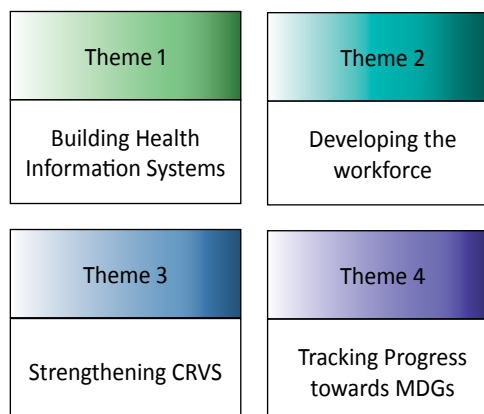 Theme 1
Building Health
Information Systems
Theme 2
Developing the
workforce
Theme 3
Strengthening CRVS
Theme 4
Tracking Progress
towards MDGs